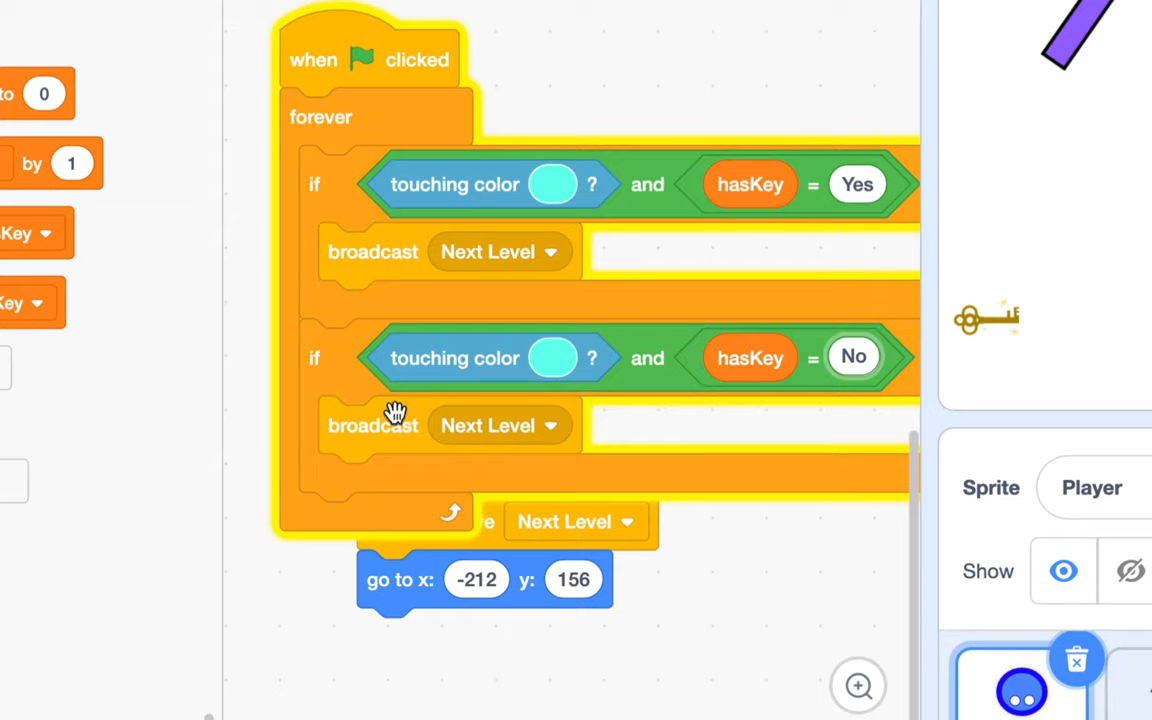 when clicked
to 0
forever
by 1
if touching color ? and hasKey = Yes
Key
broadcast Next Level
Key
if touching color ? and hasKey = No
broadcast Next Level
Sprite Player
e Next Level
go to x: -212 y: 156
Show